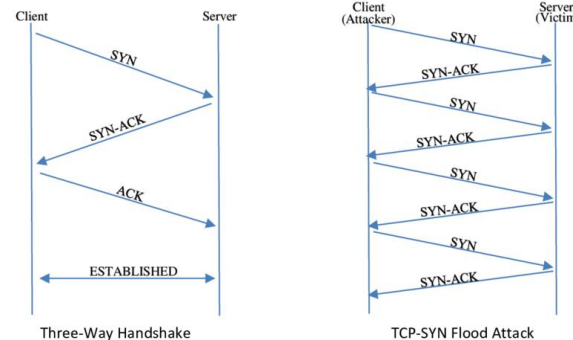 Client
Server
SYN
SYN-ACK
ACK
ESTABLISHED
Three-Way Handshake
Client
(Attacker)
Server
(Victim
SYN
SYN-ACK
SYN
SYN-ACK
SYN
SYN-ACK
SYN
SYN-ACK
TCP-SYN Flood Attack